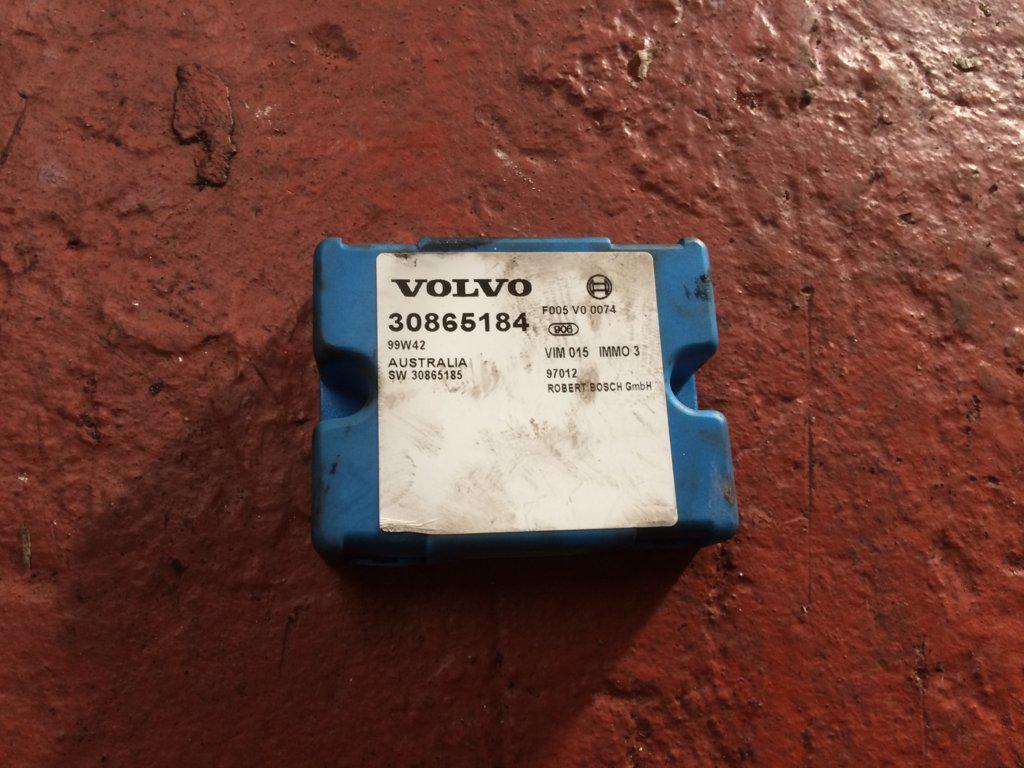 VOLVO
30865184
99W42
AUSTRALIA
SW 30865185
F005 V0 0074
906
VIM 015 IMMO 3
97012
ROBERT BOSCH GmbH